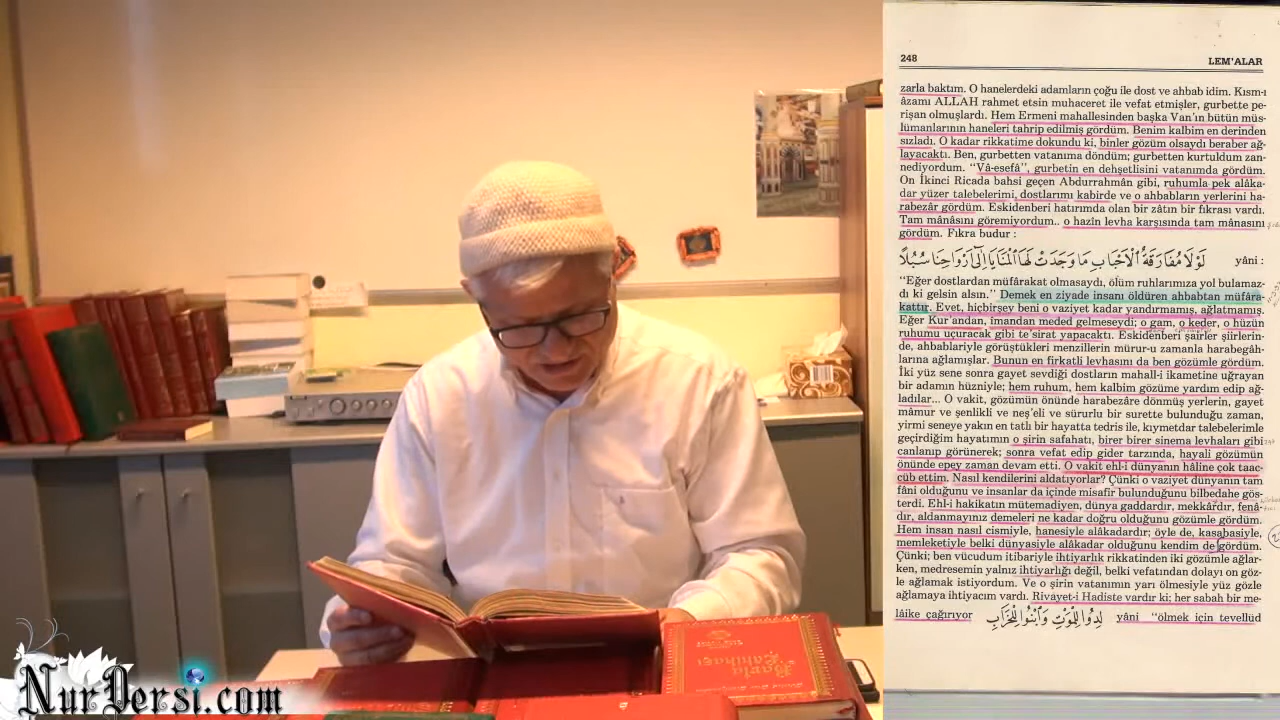 248 LEM'ALAR
zarla baktım. O hanelerdeki adamların çoğu ile dost ve ahbab idim. Kısm-ı
âzamı ALLAH rahmet etsin muhaceret ile vefat etmişler, gurbette pe-
rişan olmuşlardı. Hem Ermeni mahallesinden başka Van'ın bütün müs-
lümanlarının haneleri tahrip edilmiş gördüm. Benim kalbim en derinden
sızladı. O kadar rikkatime dokundu ki, binler gözüm olsaydı beraber ağ-
layacaktı. Ben, gurbetten vatanıma döndüm; gurbetten kurtuldum zan-
nediyordum. "Vâ-esefâ", gurbetin en dehşetlisini vatanımda gördüm.
On İkinci Ricada bahsi geçen Abdurrahmân gibi, ruhumla pek alâka-
dar yüzer talebelerimi, dostlarımı kabirde ve o ahbabların yerlerini ha-
rabezâr gördüm. Eskidenberi hatırımda olan bir zâtın bir fıkrası vardı.
Tam mânâsını göremiyordum.. o hazîn levha karşısında tam mânasını
gördüm. Fıkra budur :
لَوْلَا مُفَارَقَةُ الْاَحْبَابِ مَا وَجَدَتْ لَهَا الْمَنَايَا اِلٰى اَرْوَاحِنَا سُبُلًا yâni :
"Eğer dostlardan müfârakat olmasaydı, ölüm ruhlarımıza yol bulamaz-
dı ki gelsin alsın." Demek en ziyade insanı öldüren ahbabtan müfâra-
kattır. Evet, hiçbirşey beni o vaziyet kadar yandırmamış, ağlatmamış.
Eğer Kur'andan, imandan meded gelmeseydi; o gam, o keder, o hüzün
ruhumu uçuracak gibi te'sirat yapacaktı. Eskidenberi şairler şiirlerin-
de, ahbablariyle görüştükleri menzillerin mürur-u zamanla harabegâh-
larına ağlamışlar. Bunun en firkatli levhasını da ben gözümle gördüm.
İki yüz sene sonra gayet sevdiği dostların mahall-i ikametine uğrayan
bir adamın hüzniyle; hem ruhum, hem kalbim gözüme yardım edip ağ-
ladılar... O vakit, gözümün önünde harabezâre dönmüş yerlerin, gayet
mâmur ve şenlikli ve neş'eli ve sürurlu bir surette bulunduğu zaman,
yirmi seneye yakın en tatlı bir hayatta tedris ile, kıymetdar talebelerimle
geçirdiğim hayatımın o şirin safahatı, birer birer sinema levhaları gibi
canlanıp görünerek; sonra vefat edip gider tarzında, hayali gözümün
önünde epey zaman devam etti. O vakit ehl-i dünyanın hâline çok taac-
cüb ettim. Nasıl kendilerini aldatıyorlar? Çünki o vaziyet dünyanın tam
fâni olduğunu ve insanlar da içinde misafir bulunduğunu bilbedahe gös-
terdi. Ehl-i hakikatın mütemadiyen, dünya gaddardır, mekkârdır, fenâ-
dır, aldanmayınız demeleri ne kadar doğru olduğunu gözümle gördüm.
Hem insan nasıl cismiyle, hanesiyle alâkadardır; öyle de, kasabasiyle,
memleketiyle belki dünyasiyle alâkadar olduğunu kendim de gördüm.
Çünki; ben vücudum itibariyle ihtiyarlık rikkatinden iki gözümle ağlar-
ken, medresemin yalnız ihtiyarlığı değil, belki vefatından dolayı on göz-
le ağlamak istiyordum. Ve o şirin vatanımın yarı ölmesiyle yüz gözle
ağlamaya ihtiyacım vardı. Rivayet-i Hadiste vardır ki; her sabah bir me-
lâike çağırıyor لِدُوا لِلْمَوْتِ وَابْنُوا لِلْخَرَابِ yâni "ölmek için tevellüd
Barla
Lahikası
NurDersi.com